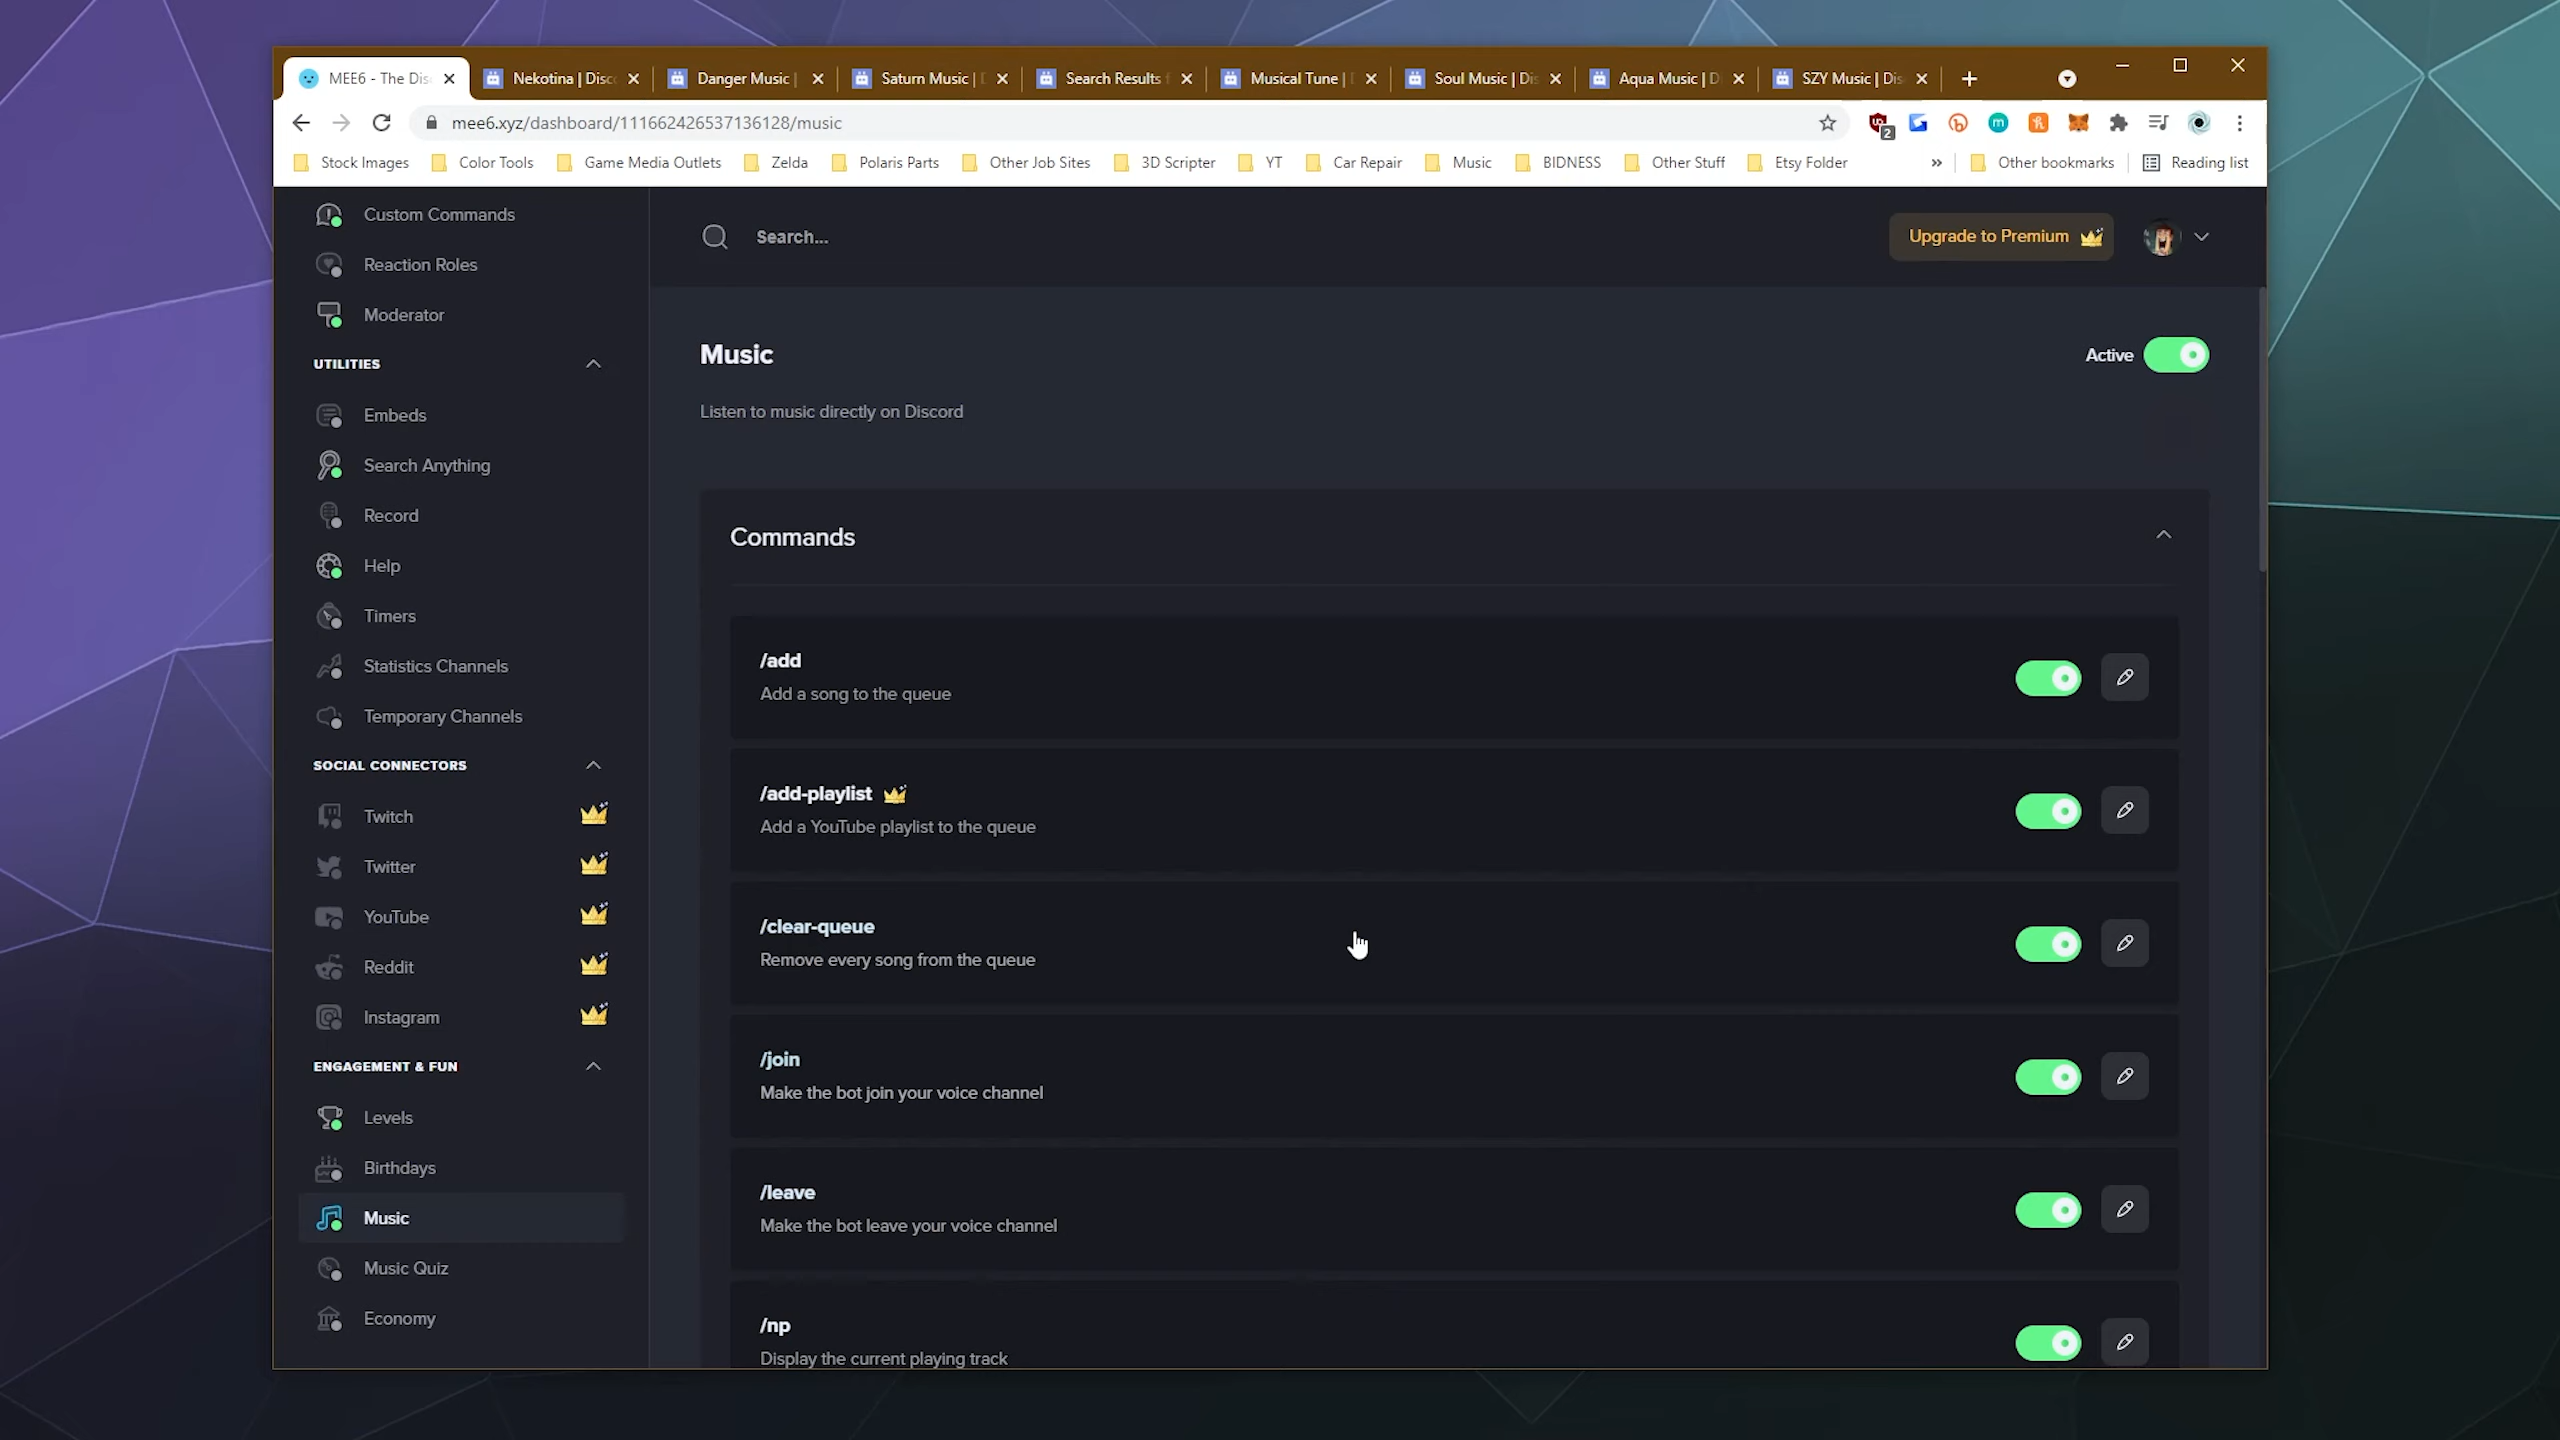 MEE6 - The Dis
Nekotina | Disc
Danger Music |
Saturn Music | D
Search Results f
Musical Tune | D
Soul Music | Dis
Aqua Music | D
SZY Music | Dis
mee6.xyz/dashboard/111662426537136128/music
2
Stock Images
Color Tools
Game Media Outlets
Zelda
Polaris Parts
Other Job Sites
3D Scripter
YT
Car Repair
Music
BIDNESS
Other Stuff
Etsy Folder
»
Other bookmarks
Reading list
Custom Commands
Reaction Roles
Moderator
UTILITIES
Embeds
Search Anything
Record
Help
Timers
Statistics Channels
Temporary Channels
SOCIAL CONNECTORS
Twitch
Twitter
YouTube
Reddit
Instagram
ENGAGEMENT & FUN
Levels
Birthdays
Music
Music Quiz
Economy
Search...
Upgrade to Premium
Music
Active
Listen to music directly on Discord
Commands
/add
Add a song to the queue
/add-playlist
Add a YouTube playlist to the queue
/clear-queue
Remove every song from the queue
/join
Make the bot join your voice channel
/leave
Make the bot leave your voice channel
/np
Display the current playing track